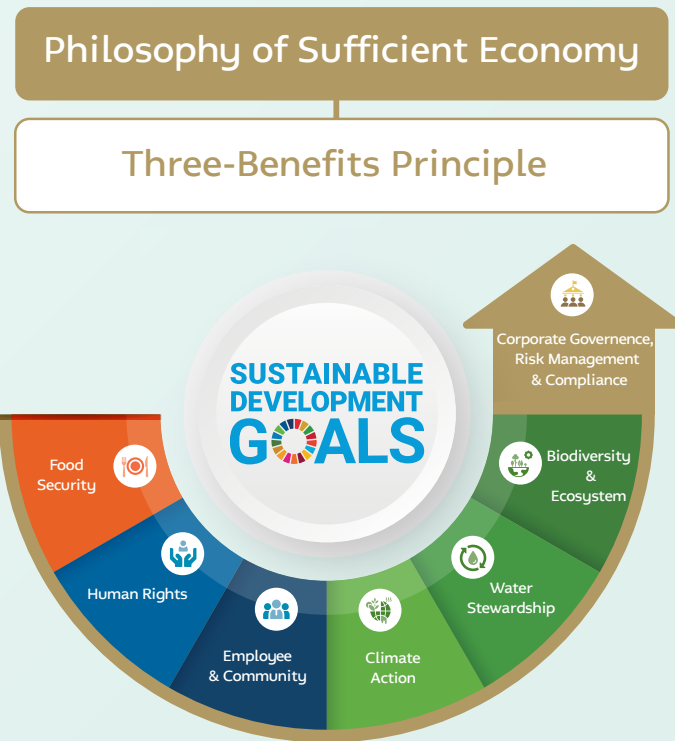 Philosophy of Sufficient Economy
Three-Benefits Principle
Corporate Governence,
Risk Management
& Compliance
SUSTAINABLE
DEVELOPMENT
GOALS
Food
Security
Human Rights
Employee
& Community
Climate
Action
Water
Stewardship
Biodiversity
&
Ecosystem